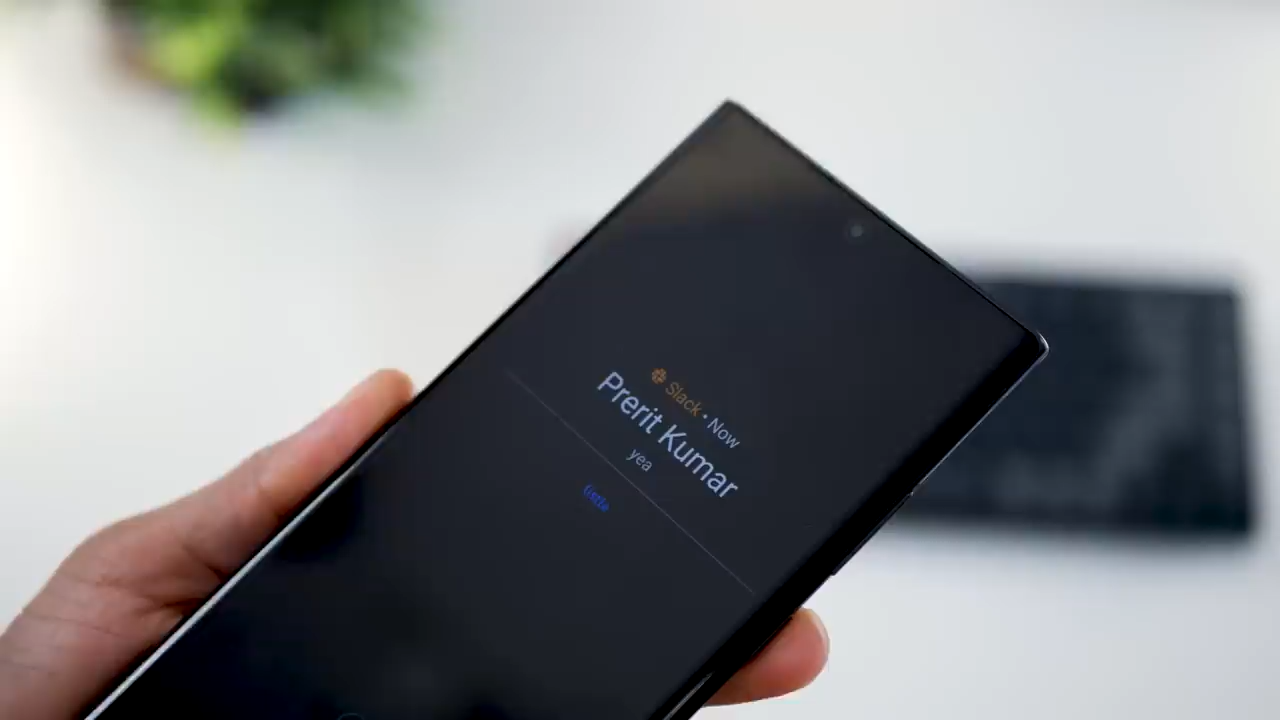 Slack • Now
Prerit Kumar
yea